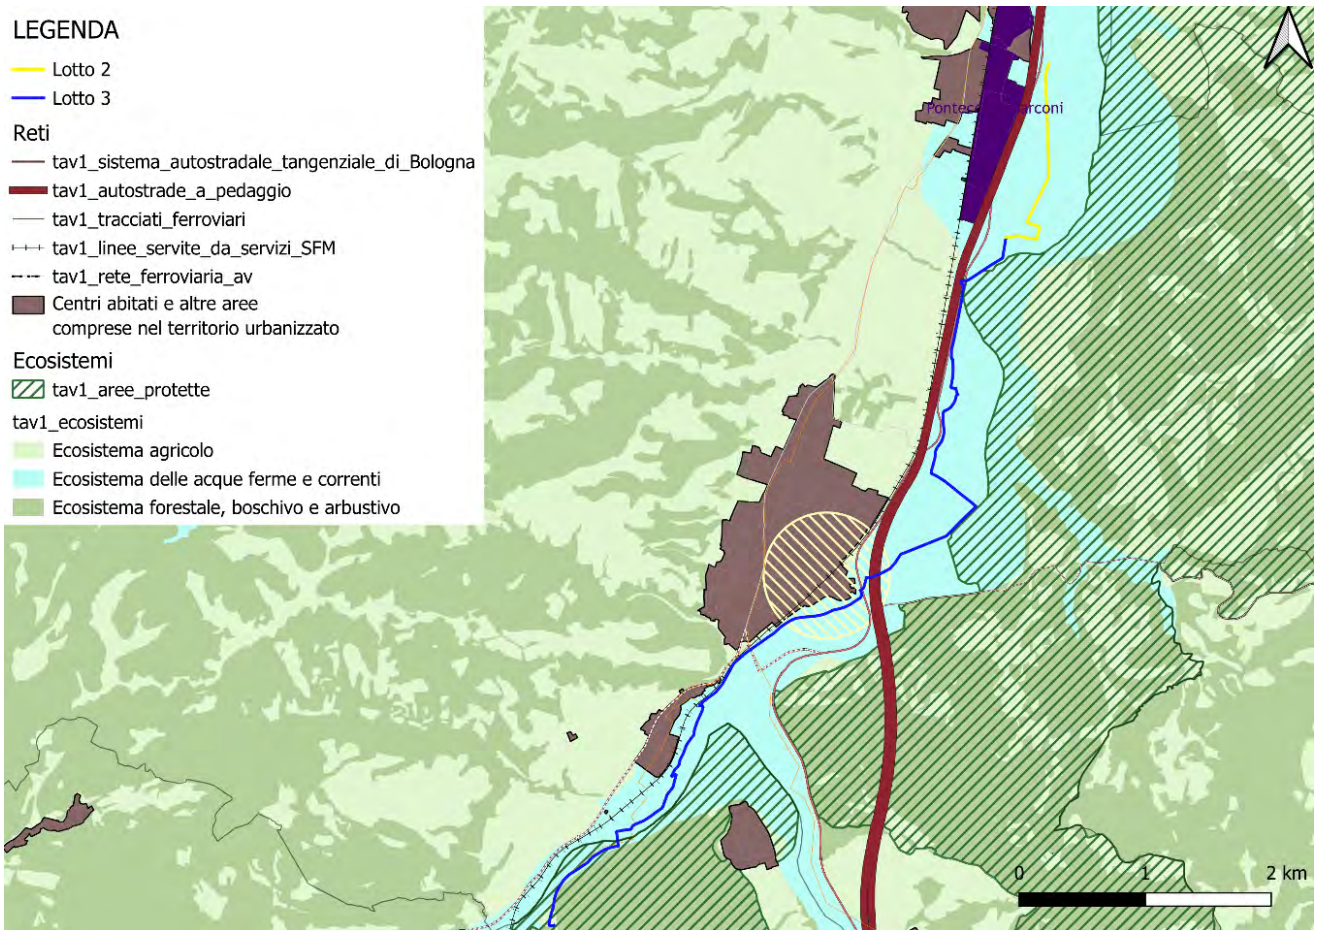 LEGENDA
Lotto 2
Lotto 3
Reti
tav1_sistema_autostradale_tangenziale_di_Bologna
tav1_autostrade_a_pedaggio
tav1_tracciati_ferroviari
tav1_linee_servite_da_servizi_SFM
tav1_rete_ferroviaria_av
Centri abitati e altre aree
comprese nel territorio urbanizzato
Ecosistemi
tav1_aree_protette
tav1_ecosistemi
Ecosistema agricolo
Ecosistema delle acque ferme e correnti
Ecosistema forestale, boschivo e arbustivo
0 1 2 km